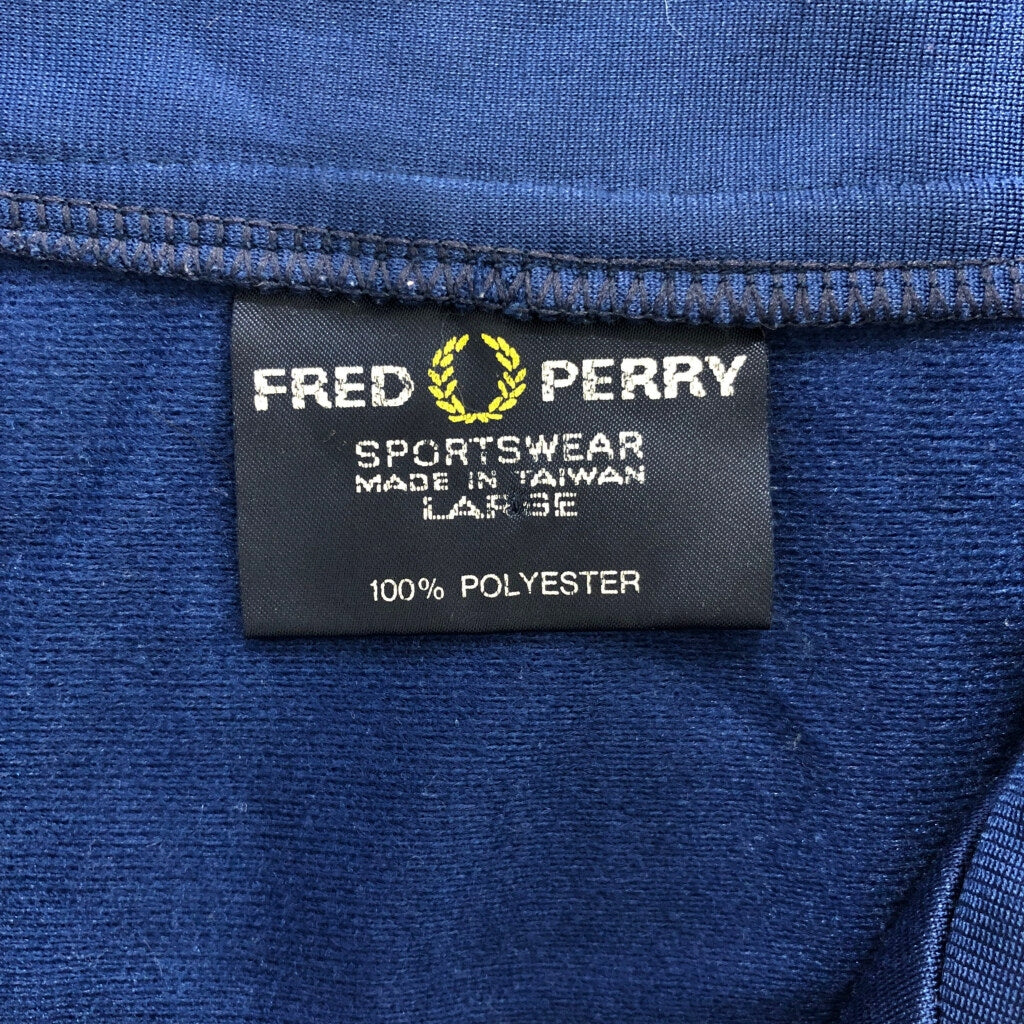 FRED PERRY
SPORTSWEAR
MADE IN TAIWAN
LARGE
100% POLYESTER